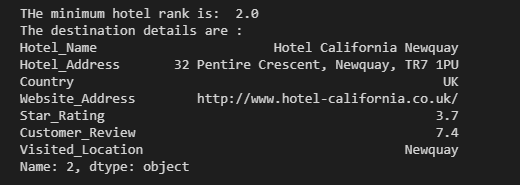 THe minimum hotel rank is:  2.0
The destination details are :
Hotel_Name                        Hotel California Newquay
Hotel_Address       32 Pentire Crescent, Newquay, TR7 1PU
Country                                                 UK
Website_Address         http://www.hotel-california.co.uk/
Star_Rating                                            3.7
Customer_Review                                        7.4
Visited_Location                                   Newquay
Name: 2, dtype: object